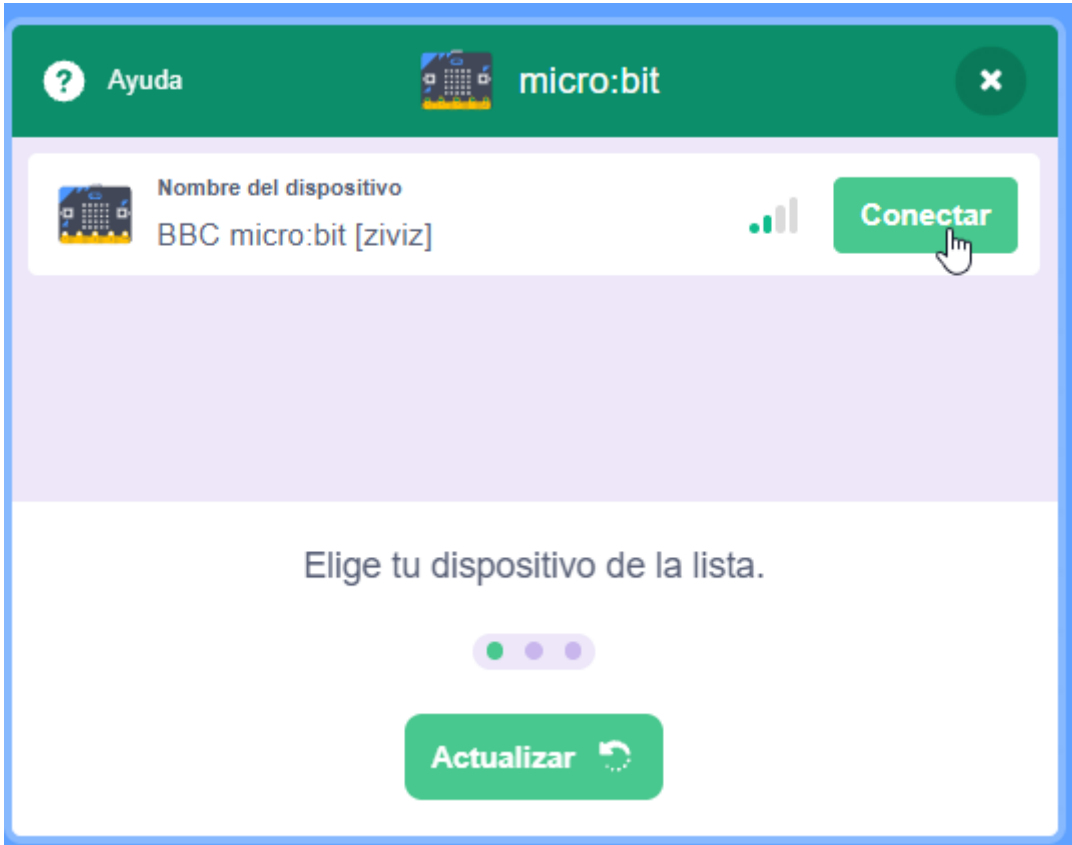 Ayuda
micro:bit
Nombre del dispositivo
BBC micro:bit [ziviz]
Conectar
Elige tu dispositivo de la lista.
Actualizar